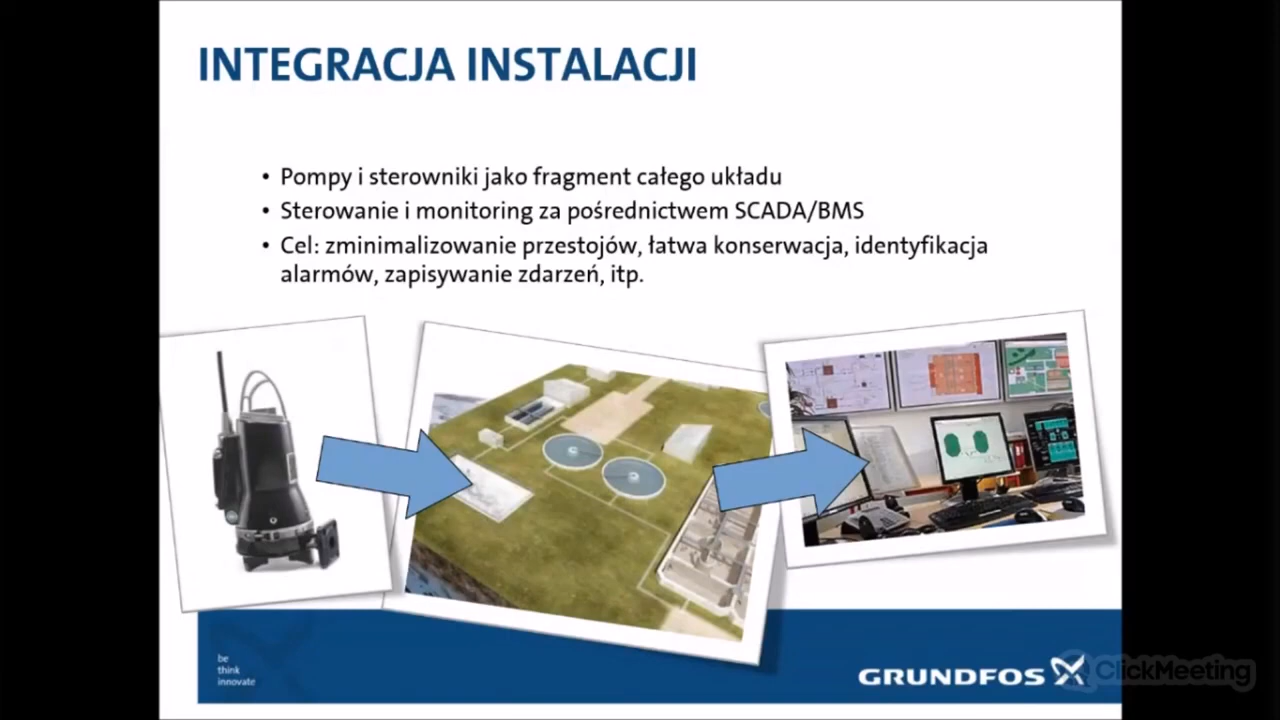 INTEGRACJA INSTALACJI
• Pompy i sterowniki jako fragment całego układu
• Sterowanie i monitoring za pośrednictwem SCADA/BMS
• Cel: zminimalizowanie przestojów, łatwa konserwacja, identyfikacja
alarmów, zapisywanie zdarzeń, itp.
be
think
innovate
GRUNDFOS
ClickMeeting